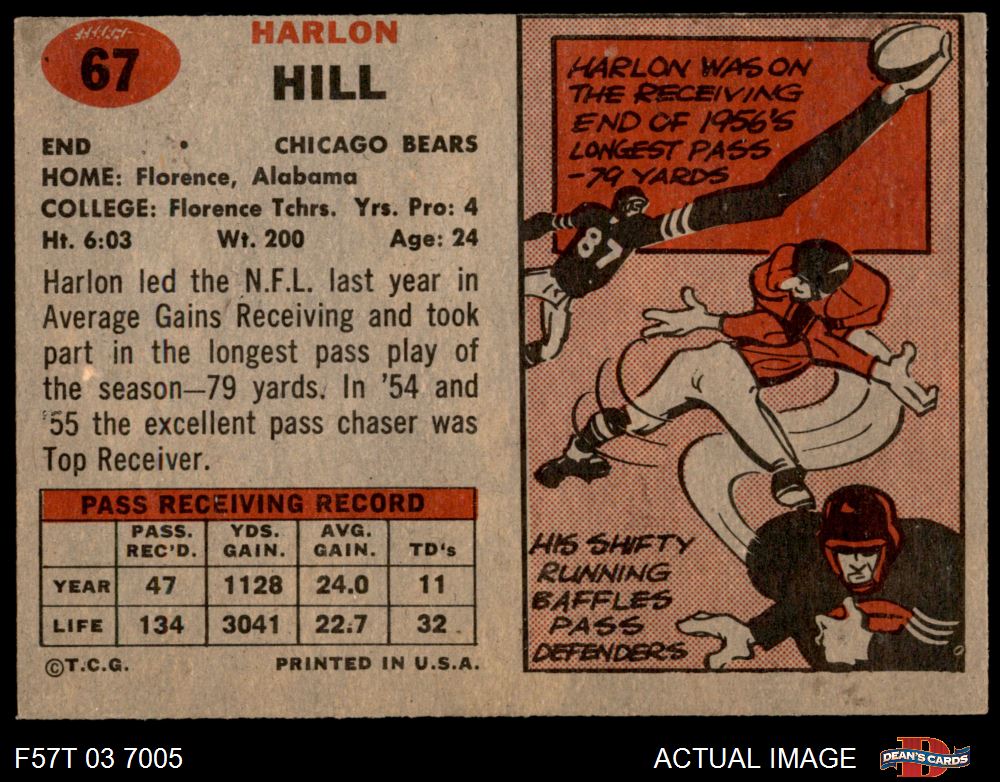 67
HARLON
HILL
END • CHICAGO BEARS
HOME: Florence, Alabama
COLLEGE: Florence Tchrs. Yrs. Pro: 4
Ht. 6:03 Wt. 200 Age: 24
Harlon led the N.F.L. last year in
Average Gains Receiving and took
part in the longest pass play of
the season—79 yards. In '54 and
'55 the excellent pass chaser was
Top Receiver.
PASS RECEIVING RECORD
PASS. REC'D. YDS. GAIN. AVG. GAIN. TD's
YEAR 47 1128 24.0 11
LIFE 134 3041 22.7 32
©T.C.G. PRINTED IN U.S.A.
HARLON WAS ON
THE RECEIVING
END OF 1956'S
LONGEST PASS
-79 YARDS
87
HIS SHIFTY
RUNNING
BAFFLES
PASS
DEFENDERS
F57T 03 7005
ACTUAL IMAGE
DEAN'S CARDS